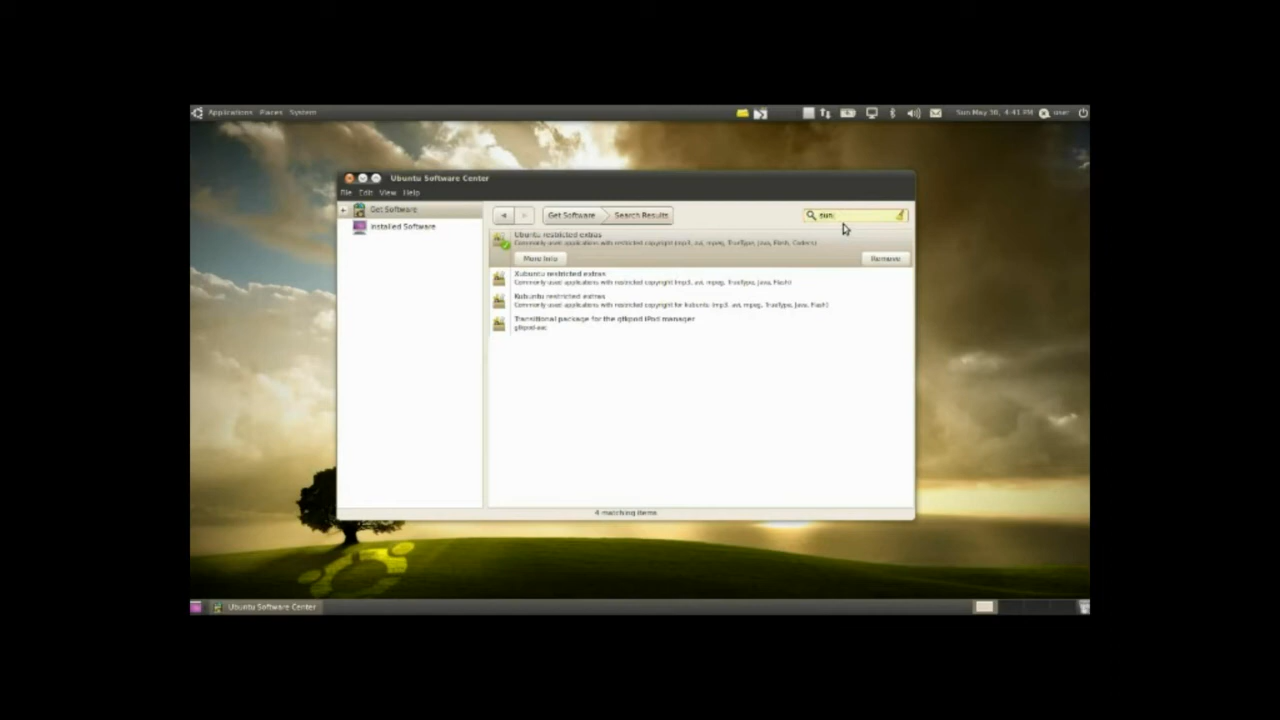 Applications Places System
Sun May 30, 4:41 PM user
Ubuntu Software Center
File Edit View Help
Get Software
Installed Software
Get Software Search Results
sun
Ubuntu restricted extras
Commonly used applications with restricted copyright (mp3, avi, mpeg, TrueType, Java, Flash, Codecs)
More Info Remove
Xubuntu restricted extras
Commonly used applications with restricted copyright (mp3, avi, mpeg, TrueType, Java, Flash)
Kubuntu restricted extras
Commonly used applications with restricted copyright for kubuntu (mp3, avi, mpeg, TrueType, Java, Flash)
Transitional package for the gtkpod iPod manager
gtkpod-aac
4 matching items
Ubuntu Software Center